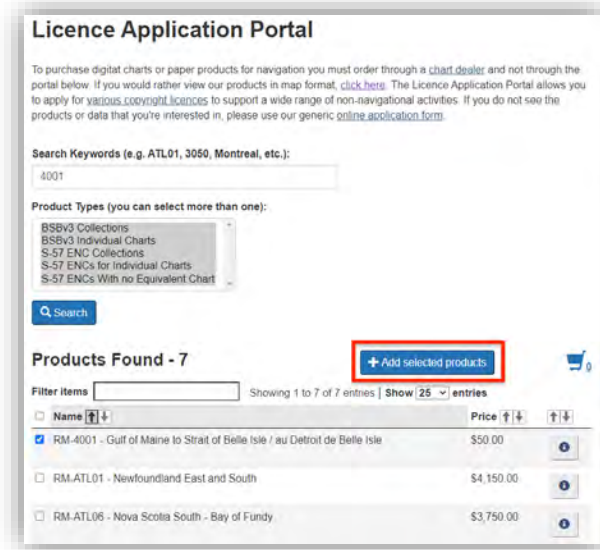 Licence Application Portal
To purchase digital charts or paper products for navigation you must order through a chart dealer and not through the
portal below. If you would rather view our products in map format, click here. The Licence Application Portal allows you
to apply for various copyright licences to support a wide range of non-navigational activities. If you do not see the
products or data that you're interested in, please use our generic online application form.
Search Keywords (e.g. ATL01, 3050, Montreal, etc.):
4001
Product Types (you can select more than one):
BSBv3 Collections
BSBv3 Individual Charts
S-57 ENC Collections
S-57 ENCs for Individual Charts
S-57 ENCs With no Equivalent Chart
Search
Products Found - 7
+ Add selected products
0
Filter items Showing 1 to 7 of 7 entries | Show 25 entries
Name Price
RM-4001 - Gulf of Maine to Strait of Belle Isle / au Detroit de Belle Isle $50.00
RM-ATL01 - Newfoundland East and South $4,150.00
RM-ATL06 - Nova Scotia South - Bay of Fundy $3,750.00